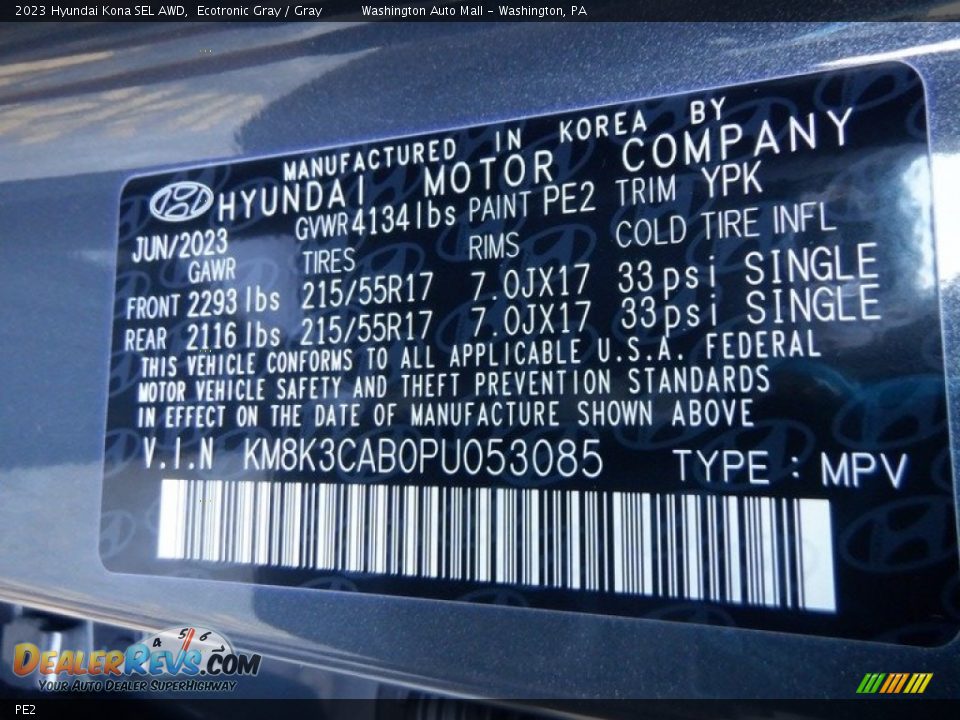 2023 Hyundai Kona SEL AWD, Ecotronic Gray / Gray Washington Auto Mall - Washington, PA
MANUFACTURED IN KOREA BY
HYUNDAI MOTOR COMPANY
JUN/2023 GVWR 4134 lbs PAINT PE2 TRIM YPK
GAWR TIRES RIMS COLD TIRE INFL
FRONT 2293 lbs 215/55R17 7.0JX17 33 psi SINGLE
REAR 2116 lbs 215/55R17 7.0JX17 33psi SINGLE
THIS VEHICLE CONFORMS TO ALL APPLICABLE U.S.A. FEDERAL
MOTOR VEHICLE SAFETY AND THEFT PREVENTION STANDARDS
IN EFFECT ON THE DATE OF MANUFACTURE SHOWN ABOVE
V.I.N KM8K3CAB0PU053085 TYPE : MPV
4 5 6
DEALERREVS.COM
YOUR AUTO DEALER SUPERHIGHWAY
PE2